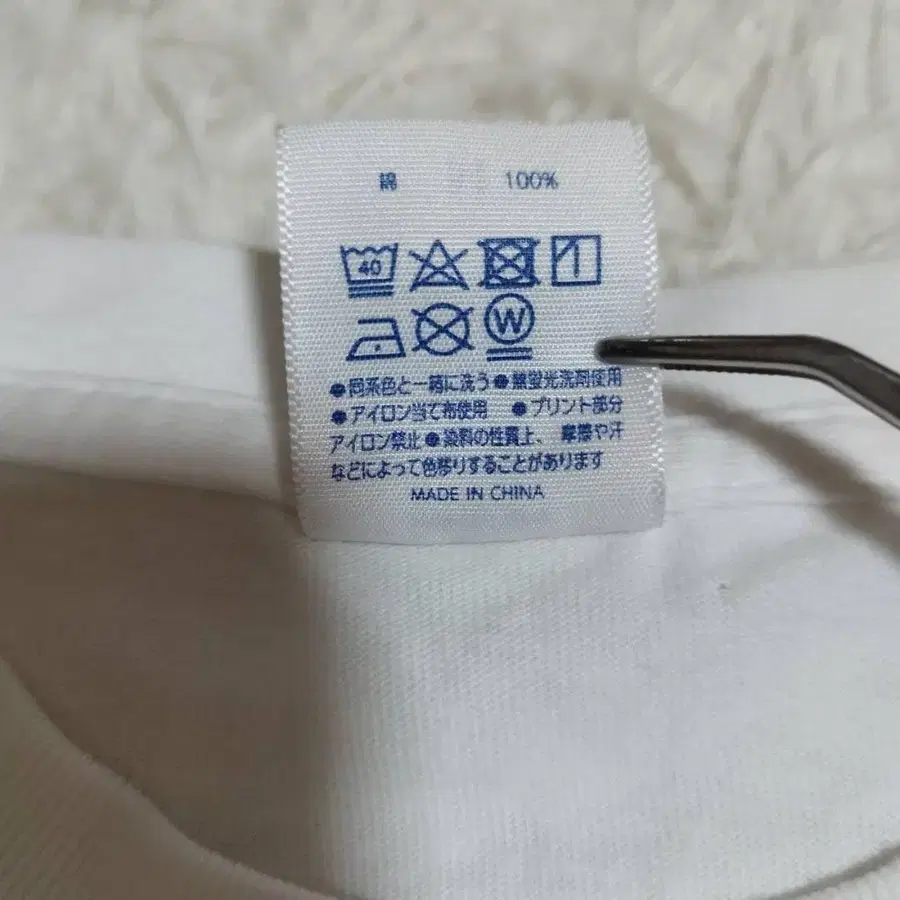 綿 100%
40
W
●同系色と一緒に洗う●無蛍光洗剤使用
●アイロン当て布使用 ●プリント部分
アイロン禁止●染料の性質上、摩擦や汗
などによって色移りすることがあります
MADE IN CHINA